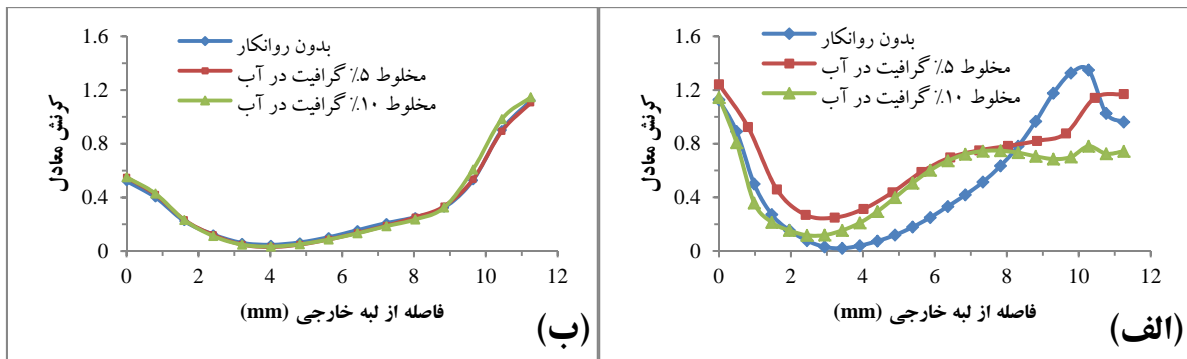 1.6
1.2
0.8
0.4
0
0 2 4 6 8 10 12
کرنش معادل
بدون روانکار
مخلوط ۵٪ گرافیت در آب
مخلوط ۱۰٪ گرافیت در آب
فاصله از لبه خارجی (mm)
(الف)
1.6
1.2
0.8
0.4
0
0 2 4 6 8 10 12
کرنش معادل
بدون روانکار
مخلوط ۵٪ گرافیت در آب
مخلوط ۱۰٪ گرافیت در آب
فاصله از لبه خارجی (mm)
(ب)